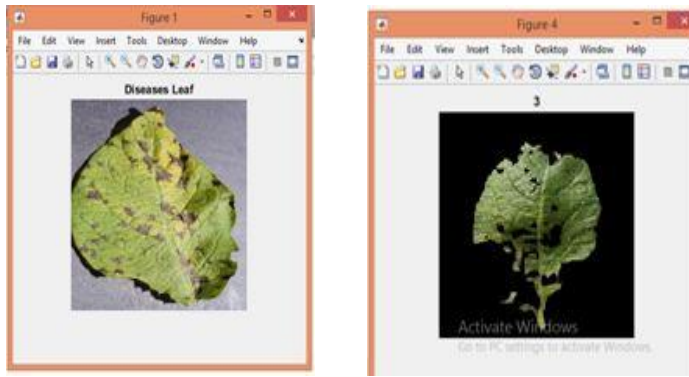 Figure 1
File Edit View Insert Tools Desktop Window Help
Diseases Leaf
Figure 4
File Edit View Insert Tools Desktop Window Help
3
Activate Windows
Go to PC settings to activate Windows.